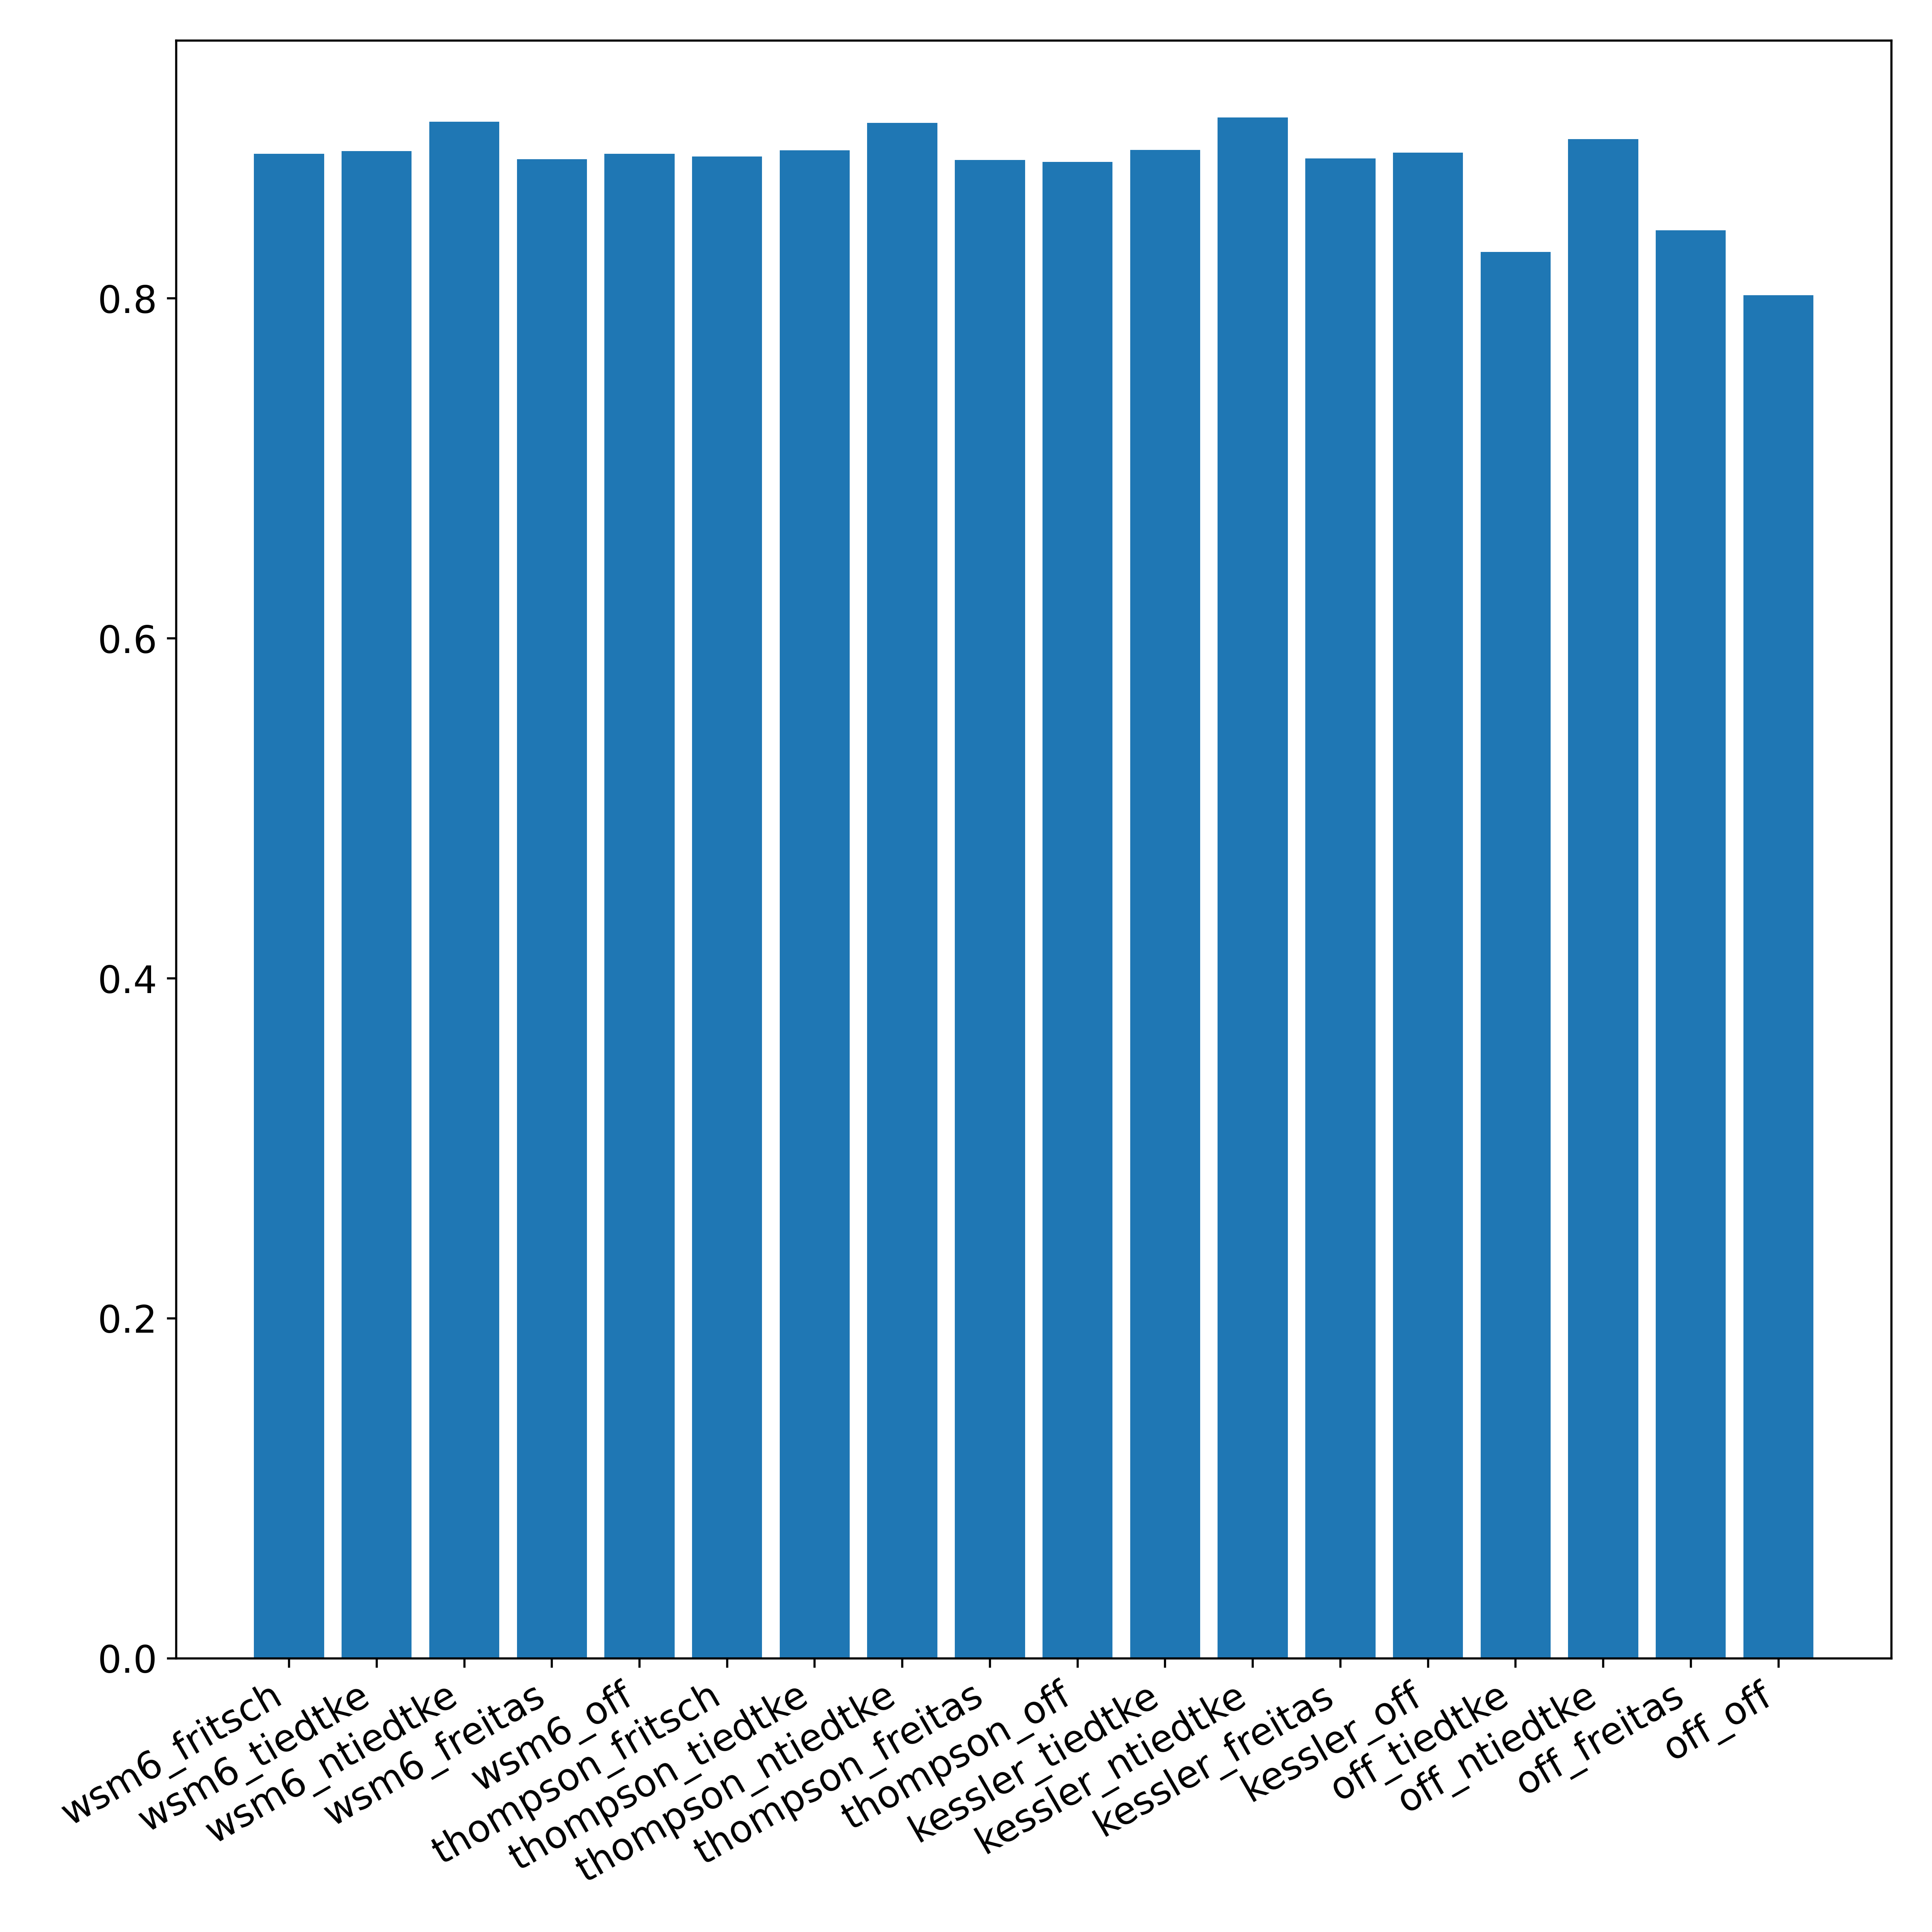 0.8
0.6
0.4
0.2
0.0
wsm6_fritsch
wsm6_tiedtke
wsm6_ntiedtke
wsm6_freitas
wsm6_off
thompson_fritsch
thompson_tiedtke
thompson_ntiedtke
thompson_freitas
thompson_off
kessler_tiedtke
kessler_ntiedtke
kessler_freitas
kessler_off
off_tiedtke
off_ntiedtke
off_freitas
off_off